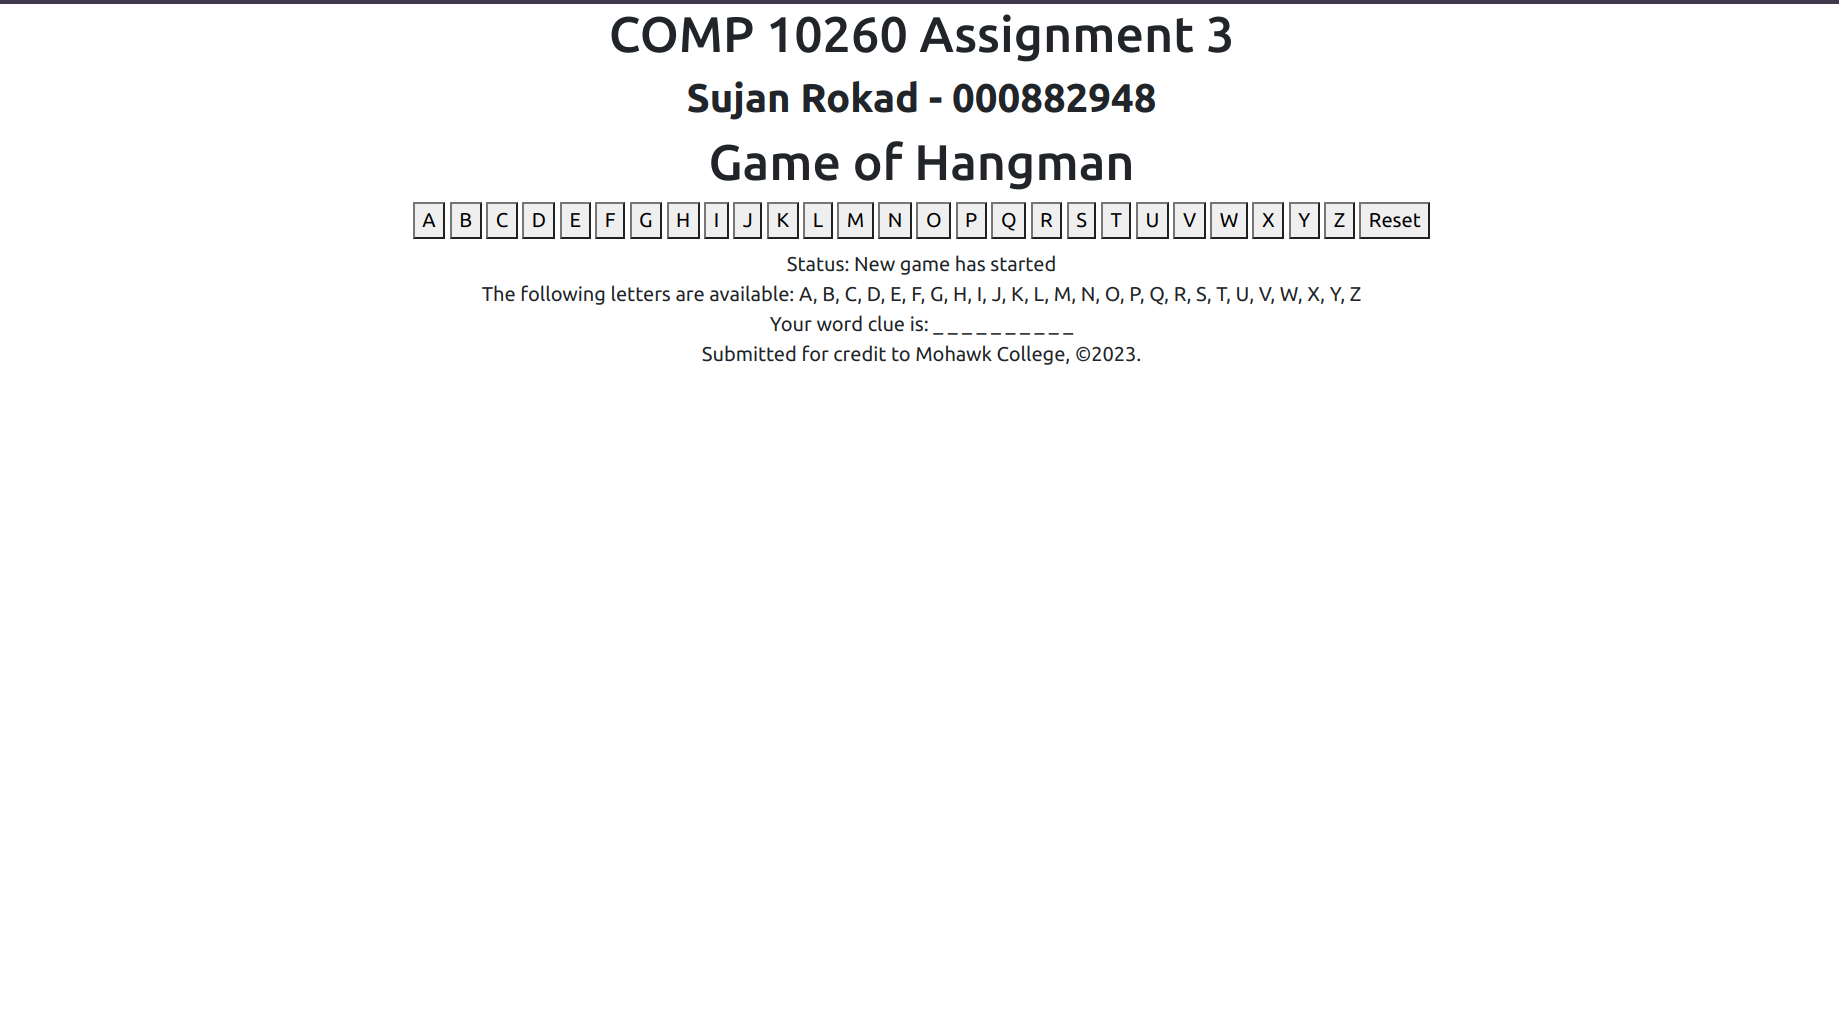 COMP 10260 Assignment 3
Sujan Rokad - 000882948
Game of Hangman
A B C D E F G H I J K L M N O P Q R S T U V W X Y Z Reset
Status: New game has started
The following letters are available: A, B, C, D, E, F, G, H, I, J, K, L, M, N, O, P, Q, R, S, T, U, V, W, X, Y, Z
Your word clue is: _ _ _ _ _ _ _ _ _ _
Submitted for credit to Mohawk College, ©2023.